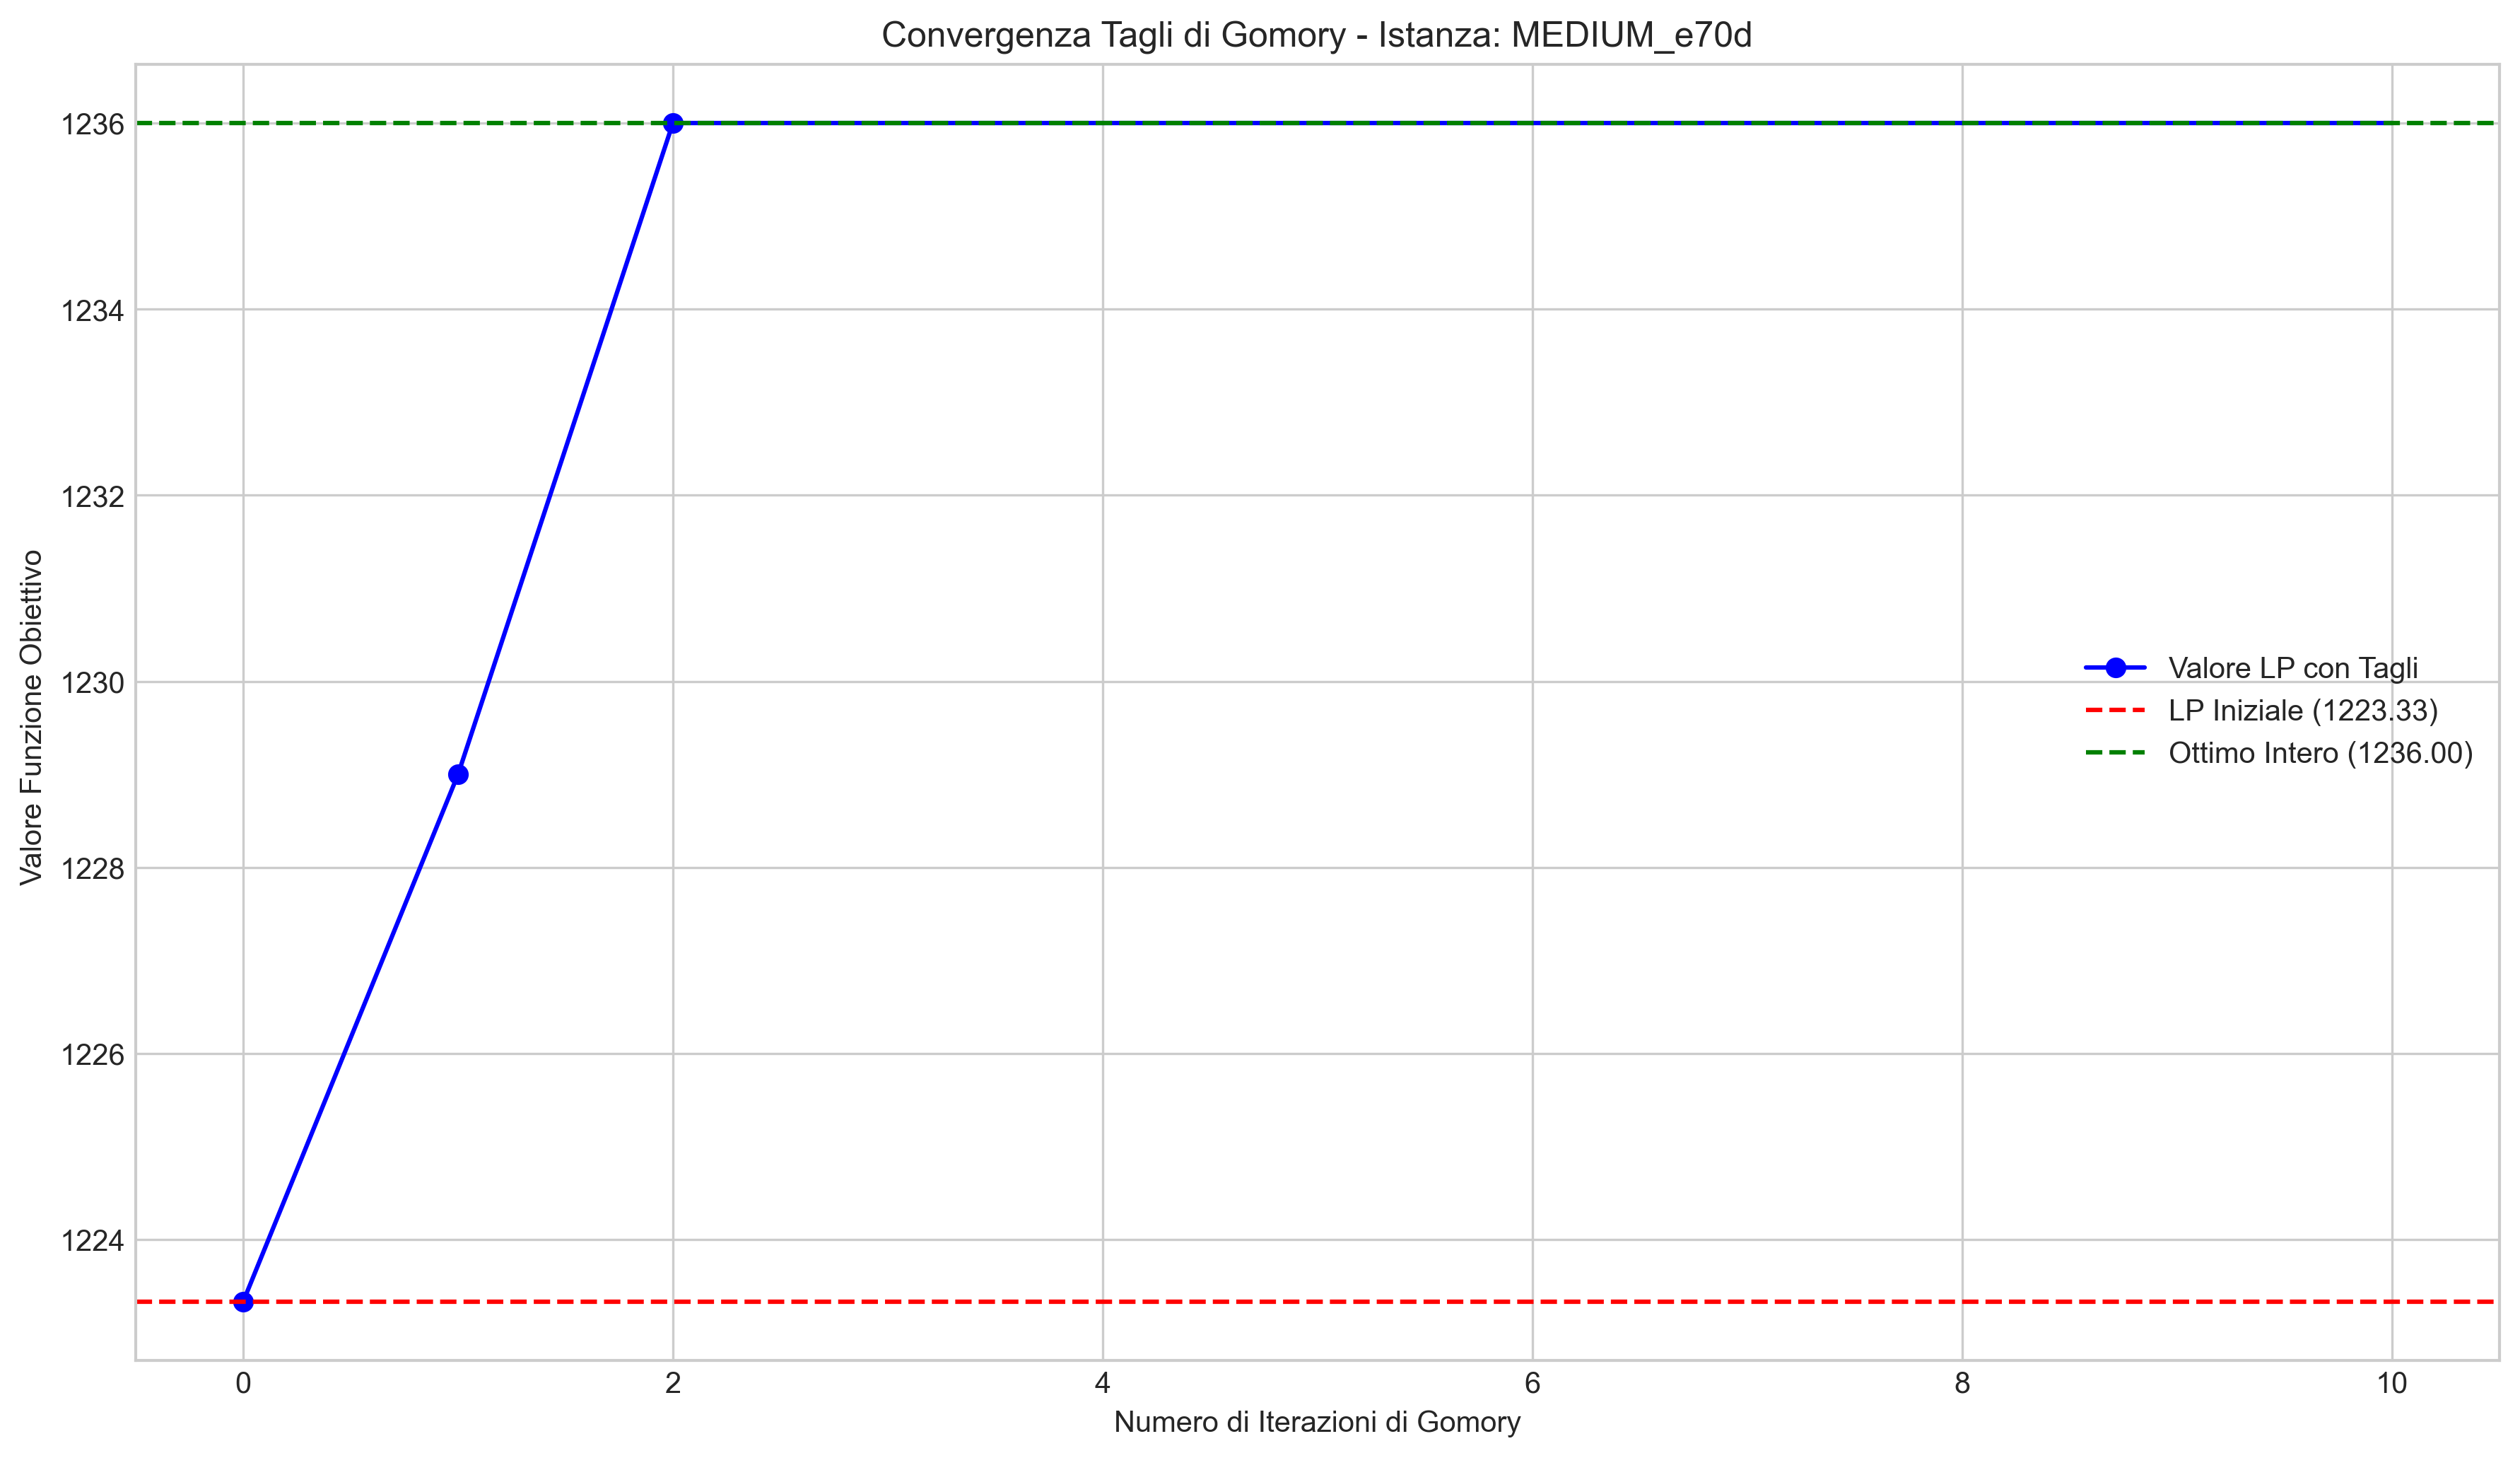 Convergenza Tagli di Gomory - Istanza: MEDIUM_e70d
1236
1234
1232
1230
1228
1226
1224
Valore Funzione Obiettivo
Valore LP con Tagli
LP Iniziale (1223.33)
Ottimo Intero (1236.00)
0 2 4 6 8 10
Numero di Iterazioni di Gomory